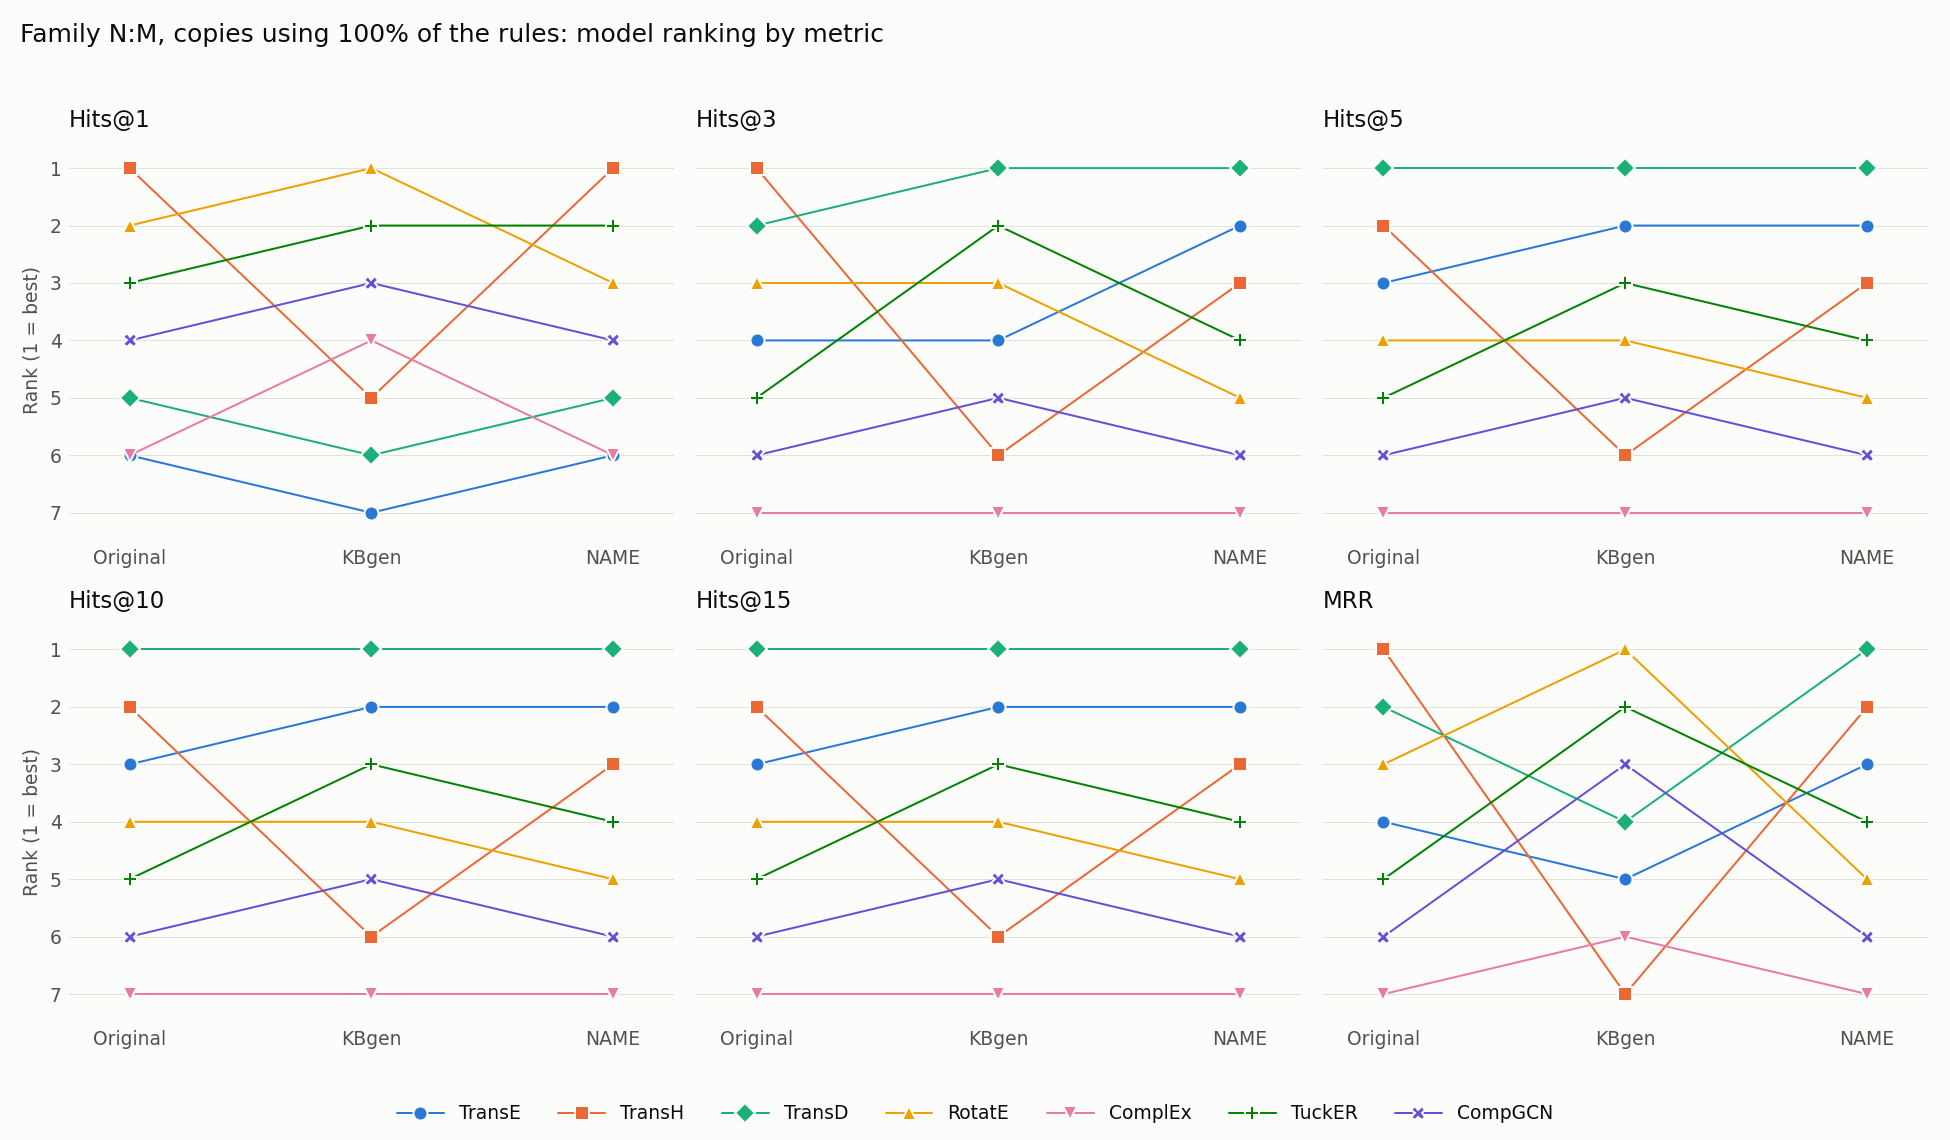 Family N:M, copies using 100% of the rules: model ranking by metric
Hits@1
Hits@3
Hits@5
Rank (1 = best)
1
2
3
4
5
6
7
Original
KBgen
NAME
Original
KBgen
NAME
Original
KBgen
NAME
Hits@10
Hits@15
MRR
Rank (1 = best)
1
2
3
4
5
6
7
Original
KBgen
NAME
Original
KBgen
NAME
Original
KBgen
NAME
TransE
TransH
TransD
RotatE
ComplEx
TuckER
CompGCN